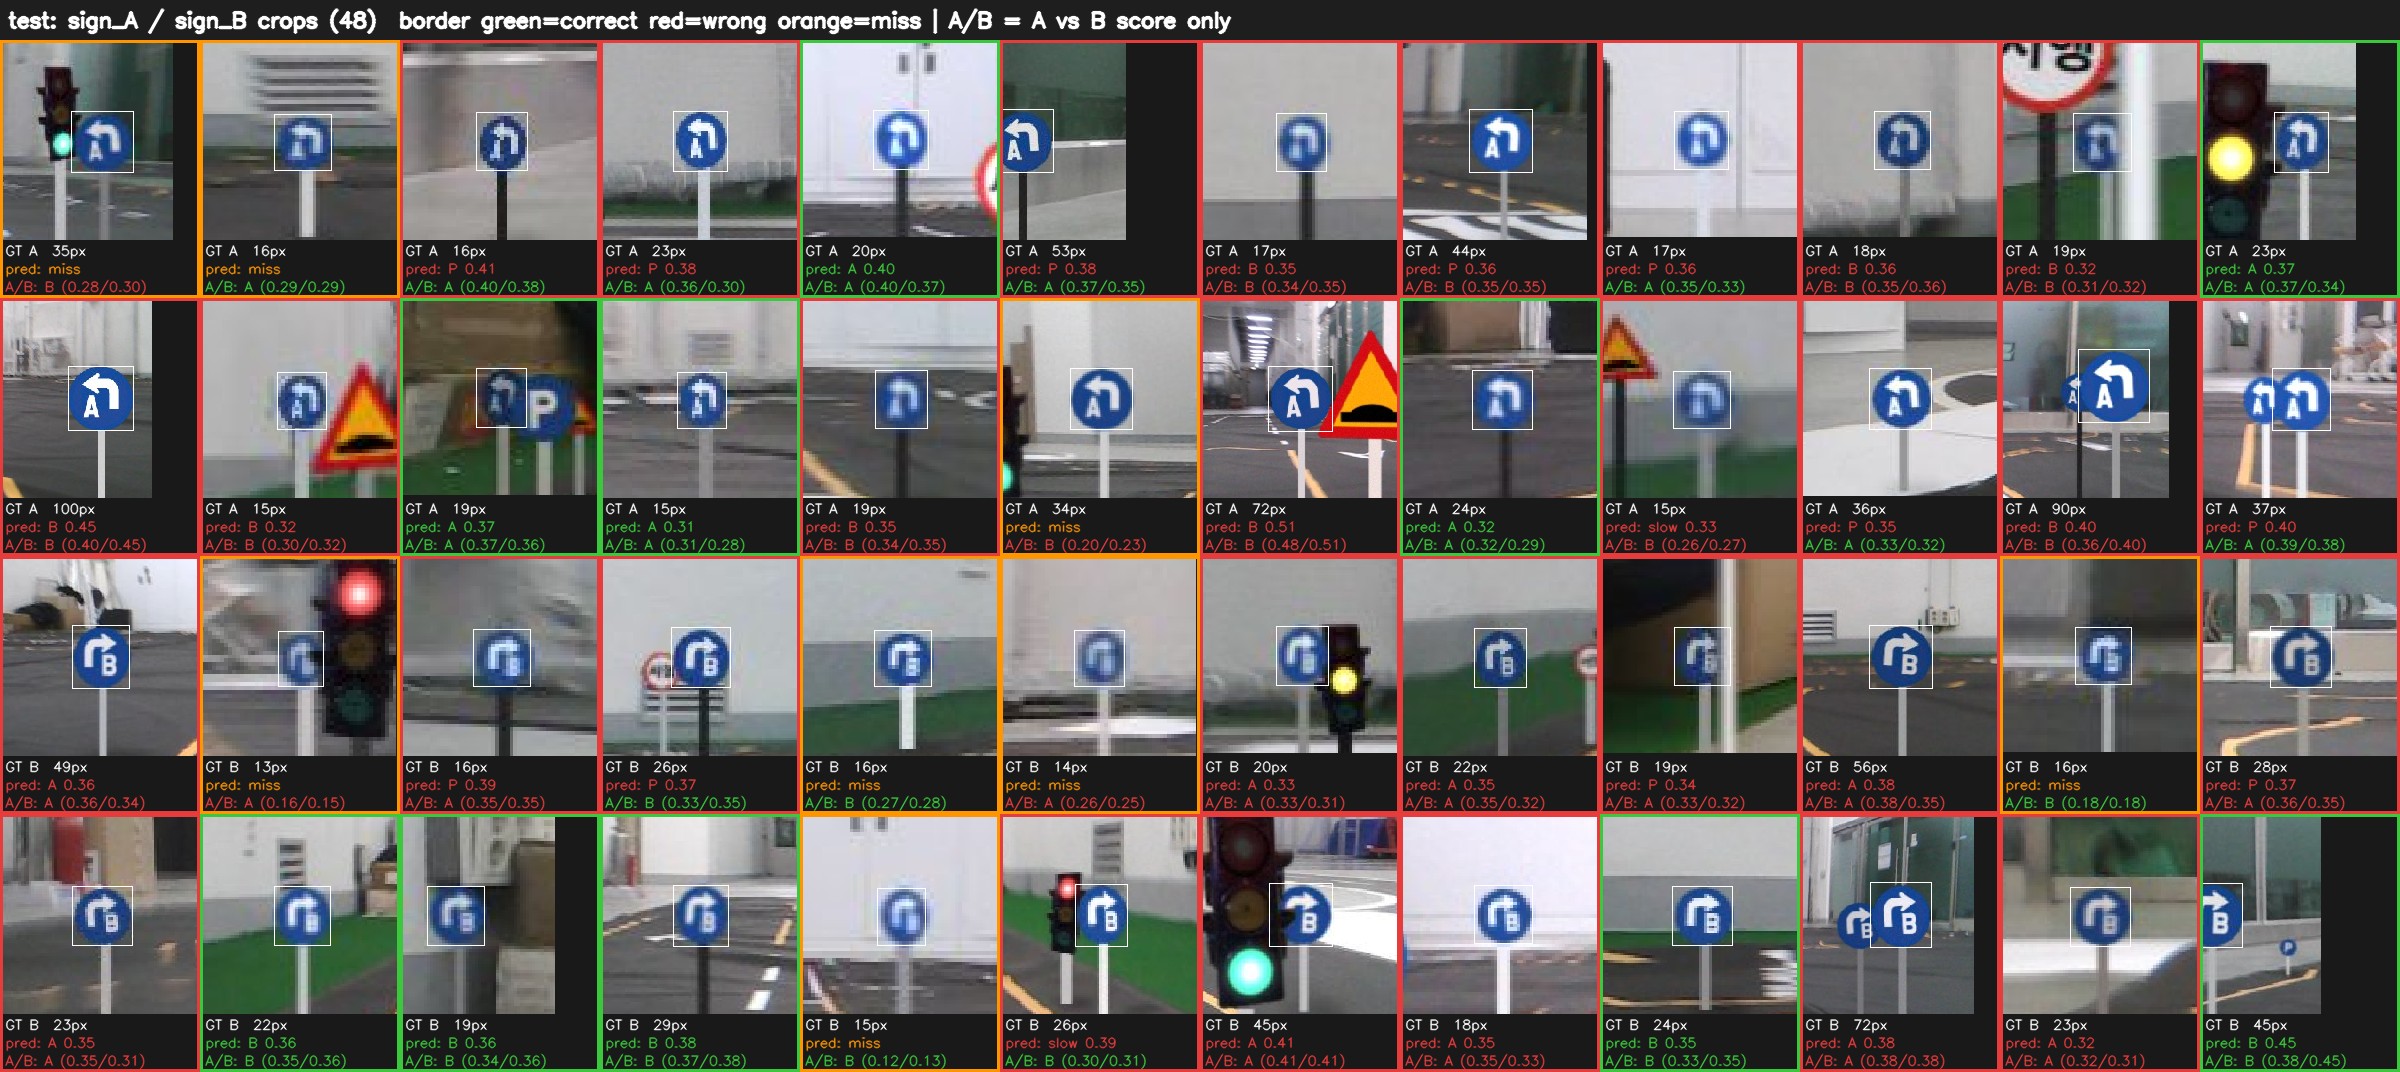 test: sign_A / sign_B crops (48)   border green=correct red=wrong orange=miss | A/B = A vs B score only
GT A   35px
pred: miss
A/B: B (0.28/0.30)
GT A   16px
pred: miss
A/B: A (0.29/0.29)
GT A   16px
pred: P 0.41
A/B: A (0.40/0.38)
GT A   23px
pred: P 0.38
A/B: A (0.36/0.30)
GT A   20px
pred: A 0.40
A/B: A (0.40/0.37)
GT A   53px
pred: P 0.38
A/B: A (0.37/0.35)
GT A   17px
pred: B 0.35
A/B: B (0.34/0.35)
GT A   44px
pred: P 0.36
A/B: B (0.35/0.35)
GT A   17px
pred: P 0.36
A/B: A (0.35/0.33)
GT A   18px
pred: B 0.36
A/B: B (0.35/0.36)
GT A   19px
pred: B 0.32
A/B: B (0.31/0.32)
GT A   23px
pred: A 0.37
A/B: A (0.37/0.34)
GT A   100px
pred: B 0.45
A/B: B (0.40/0.45)
GT A   15px
pred: B 0.32
A/B: B (0.30/0.32)
P
GT A   19px
pred: A 0.37
A/B: A (0.37/0.36)
GT A   15px
pred: A 0.31
A/B: A (0.31/0.28)
GT A   19px
pred: B 0.35
A/B: B (0.34/0.35)
GT A   34px
pred: miss
A/B: B (0.20/0.23)
GT A   72px
pred: B 0.51
A/B: B (0.48/0.51)
GT A   24px
pred: A 0.32
A/B: A (0.32/0.29)
GT A   15px
pred: slow 0.33
A/B: B (0.26/0.27)
GT A   36px
pred: P 0.35
A/B: A (0.33/0.32)
GT A   90px
pred: B 0.40
A/B: B (0.36/0.40)
GT A   37px
pred: P 0.40
A/B: A (0.39/0.38)
GT B   49px
pred: A 0.36
A/B: A (0.36/0.34)
GT B   13px
pred: miss
A/B: A (0.16/0.15)
GT B   16px
pred: P 0.39
A/B: A (0.35/0.35)
GT B   26px
pred: P 0.37
A/B: B (0.33/0.35)
GT B   16px
pred: miss
A/B: B (0.27/0.28)
GT B   14px
pred: miss
A/B: A (0.26/0.25)
GT B   20px
pred: A 0.33
A/B: A (0.33/0.31)
GT B   22px
pred: A 0.35
A/B: A (0.35/0.32)
GT B   19px
pred: P 0.34
A/B: A (0.33/0.32)
GT B   56px
pred: A 0.38
A/B: A (0.38/0.35)
GT B   16px
pred: miss
A/B: B (0.18/0.18)
GT B   28px
pred: P 0.37
A/B: A (0.36/0.35)
GT B   23px
pred: A 0.35
A/B: A (0.35/0.31)
GT B   22px
pred: B 0.36
A/B: B (0.35/0.36)
GT B   19px
pred: B 0.36
A/B: B (0.34/0.36)
GT B   29px
pred: B 0.38
A/B: B (0.37/0.38)
GT B   15px
pred: miss
A/B: B (0.12/0.13)
GT B   26px
pred: slow 0.39
A/B: B (0.30/0.31)
GT B   45px
pred: A 0.41
A/B: A (0.41/0.41)
GT B   18px
pred: A 0.35
A/B: A (0.35/0.33)
GT B   24px
pred: B 0.35
A/B: B (0.33/0.35)
GT B   72px
pred: A 0.38
A/B: A (0.38/0.38)
GT B   23px
pred: A 0.32
A/B: A (0.32/0.31)
GT B   45px
pred: B 0.45
A/B: B (0.38/0.45)